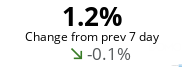 1.2%
Change from prev 7 day
↘ -0.1%